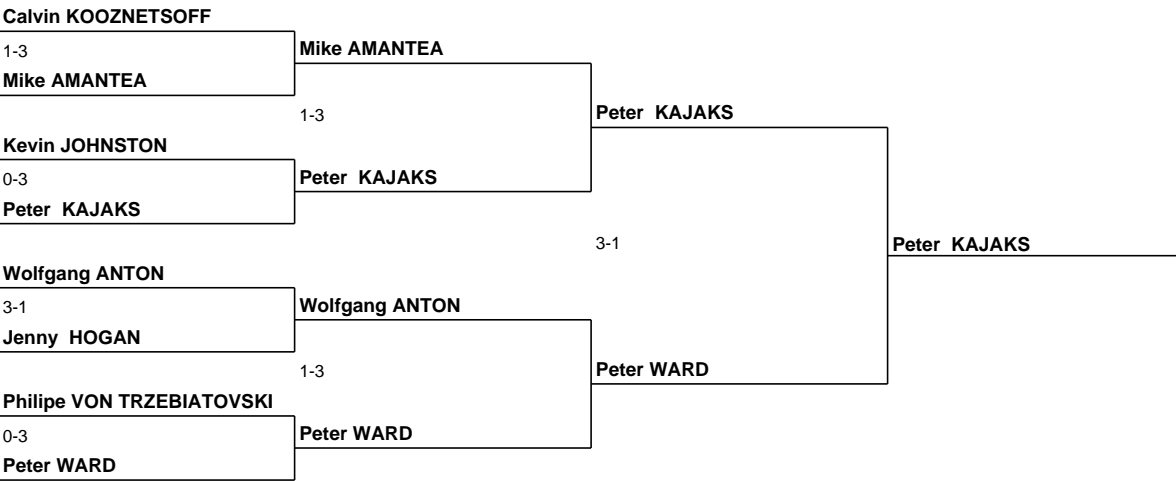 Calvin KOOZNETSOFF
1-3
Mike AMANTEA
Kevin JOHNSTON
0-3
Peter  KAJAKS
Wolfgang ANTON
3-1
Jenny  HOGAN
Philipe VON TRZEBIATOVSKI
0-3
Peter WARD
Mike AMANTEA
1-3
Peter  KAJAKS
Wolfgang ANTON
1-3
Peter WARD
Peter  KAJAKS
3-1
Peter WARD
Peter  KAJAKS